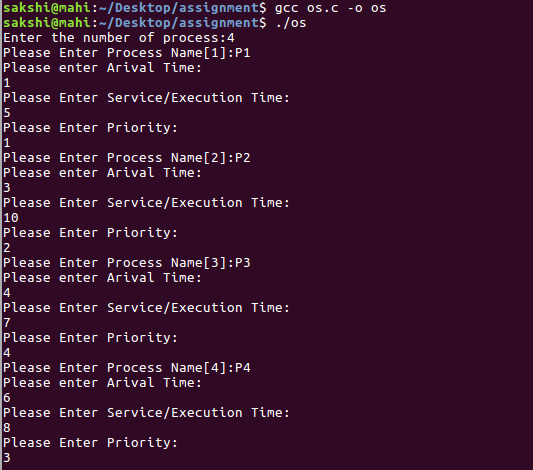 sakshi@mahi:~/Desktop/assignment$ gcc os.c -o os
sakshi@mahi:~/Desktop/assignment$ ./os
Enter the number of process:4
Please Enter Process Name[1]:P1
Please enter Arival Time:
1
Please Enter Service/Execution Time:
5
Please Enter Priority:
1
Please Enter Process Name[2]:P2
Please enter Arival Time:
3
Please Enter Service/Execution Time:
10
Please Enter Priority:
2
Please Enter Process Name[3]:P3
Please enter Arival Time:
4
Please Enter Service/Execution Time:
7
Please Enter Priority:
4
Please Enter Process Name[4]:P4
Please enter Arival Time:
6
Please Enter Service/Execution Time:
8
Please Enter Priority:
3